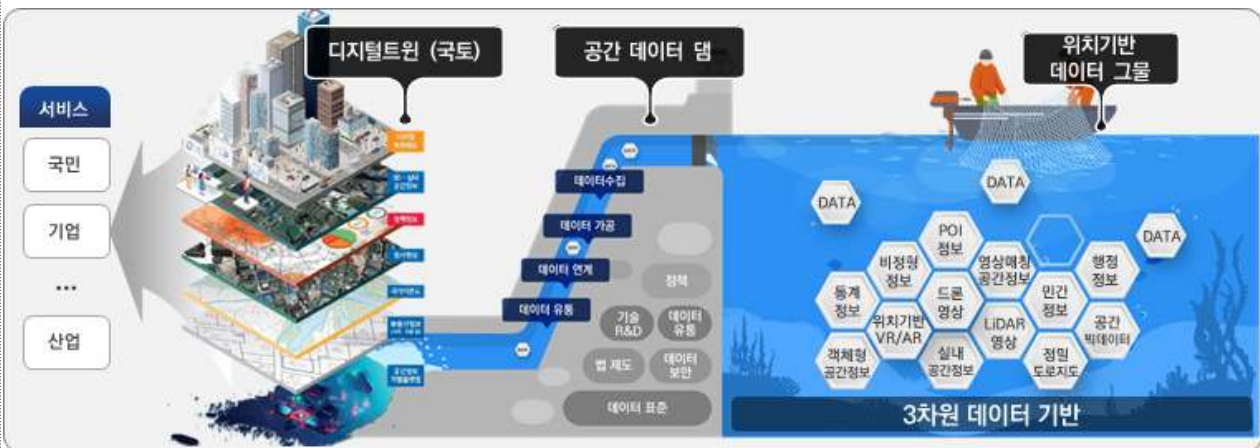 디지털트윈 (국토)
공간 데이터 댐
위치기반
데이터 그물
서비스
국민
기업
...
산업
데이터수집
데이터 가공
데이터 연계
데이터 유통
정책
기술
R&D
데이터
유통
법 제도
데이터
보안
데이터 표준
DATA
DATA
DATA
POI
정보
비정형
정보
영상매칭
공간정보
행정
정보
통계
정보
드론
영상
민간
정보
위치기반
VR/AR
LiDAR
영상
공간
빅데이터
객체형
공간정보
실내
공간정보
정밀
도로지도
3차원 데이터 기반